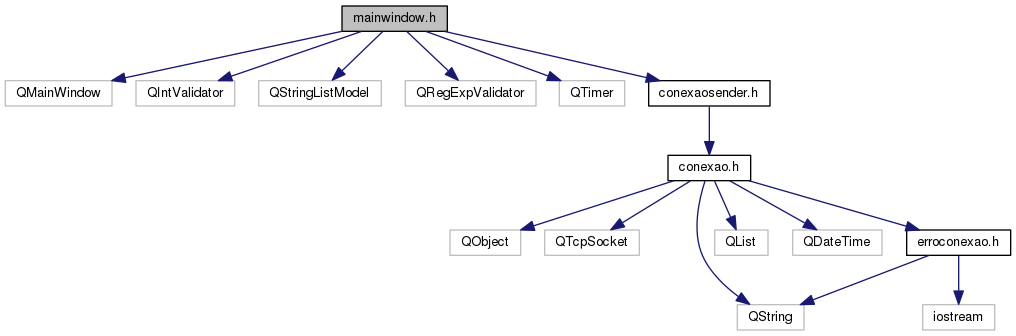 mainwindow.h
QMainWindow
QIntValidator
QStringListModel
QRegExpValidator
QTimer
conexaosender.h
conexao.h
QObject
QTcpSocket
QList
QDateTime
erroconexao.h
QString
iostream